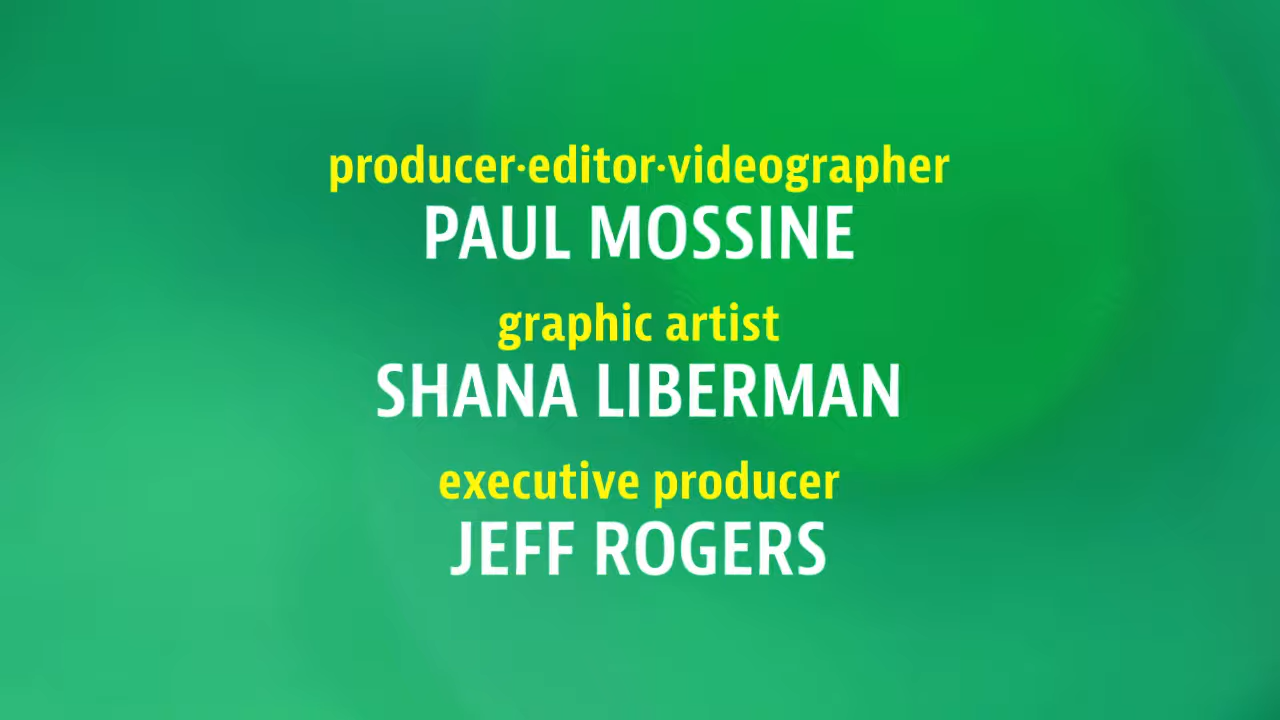 producer·editor·videographer
PAUL MOSSINE
graphic artist
SHANA LIBERMAN
executive producer
JEFF ROGERS